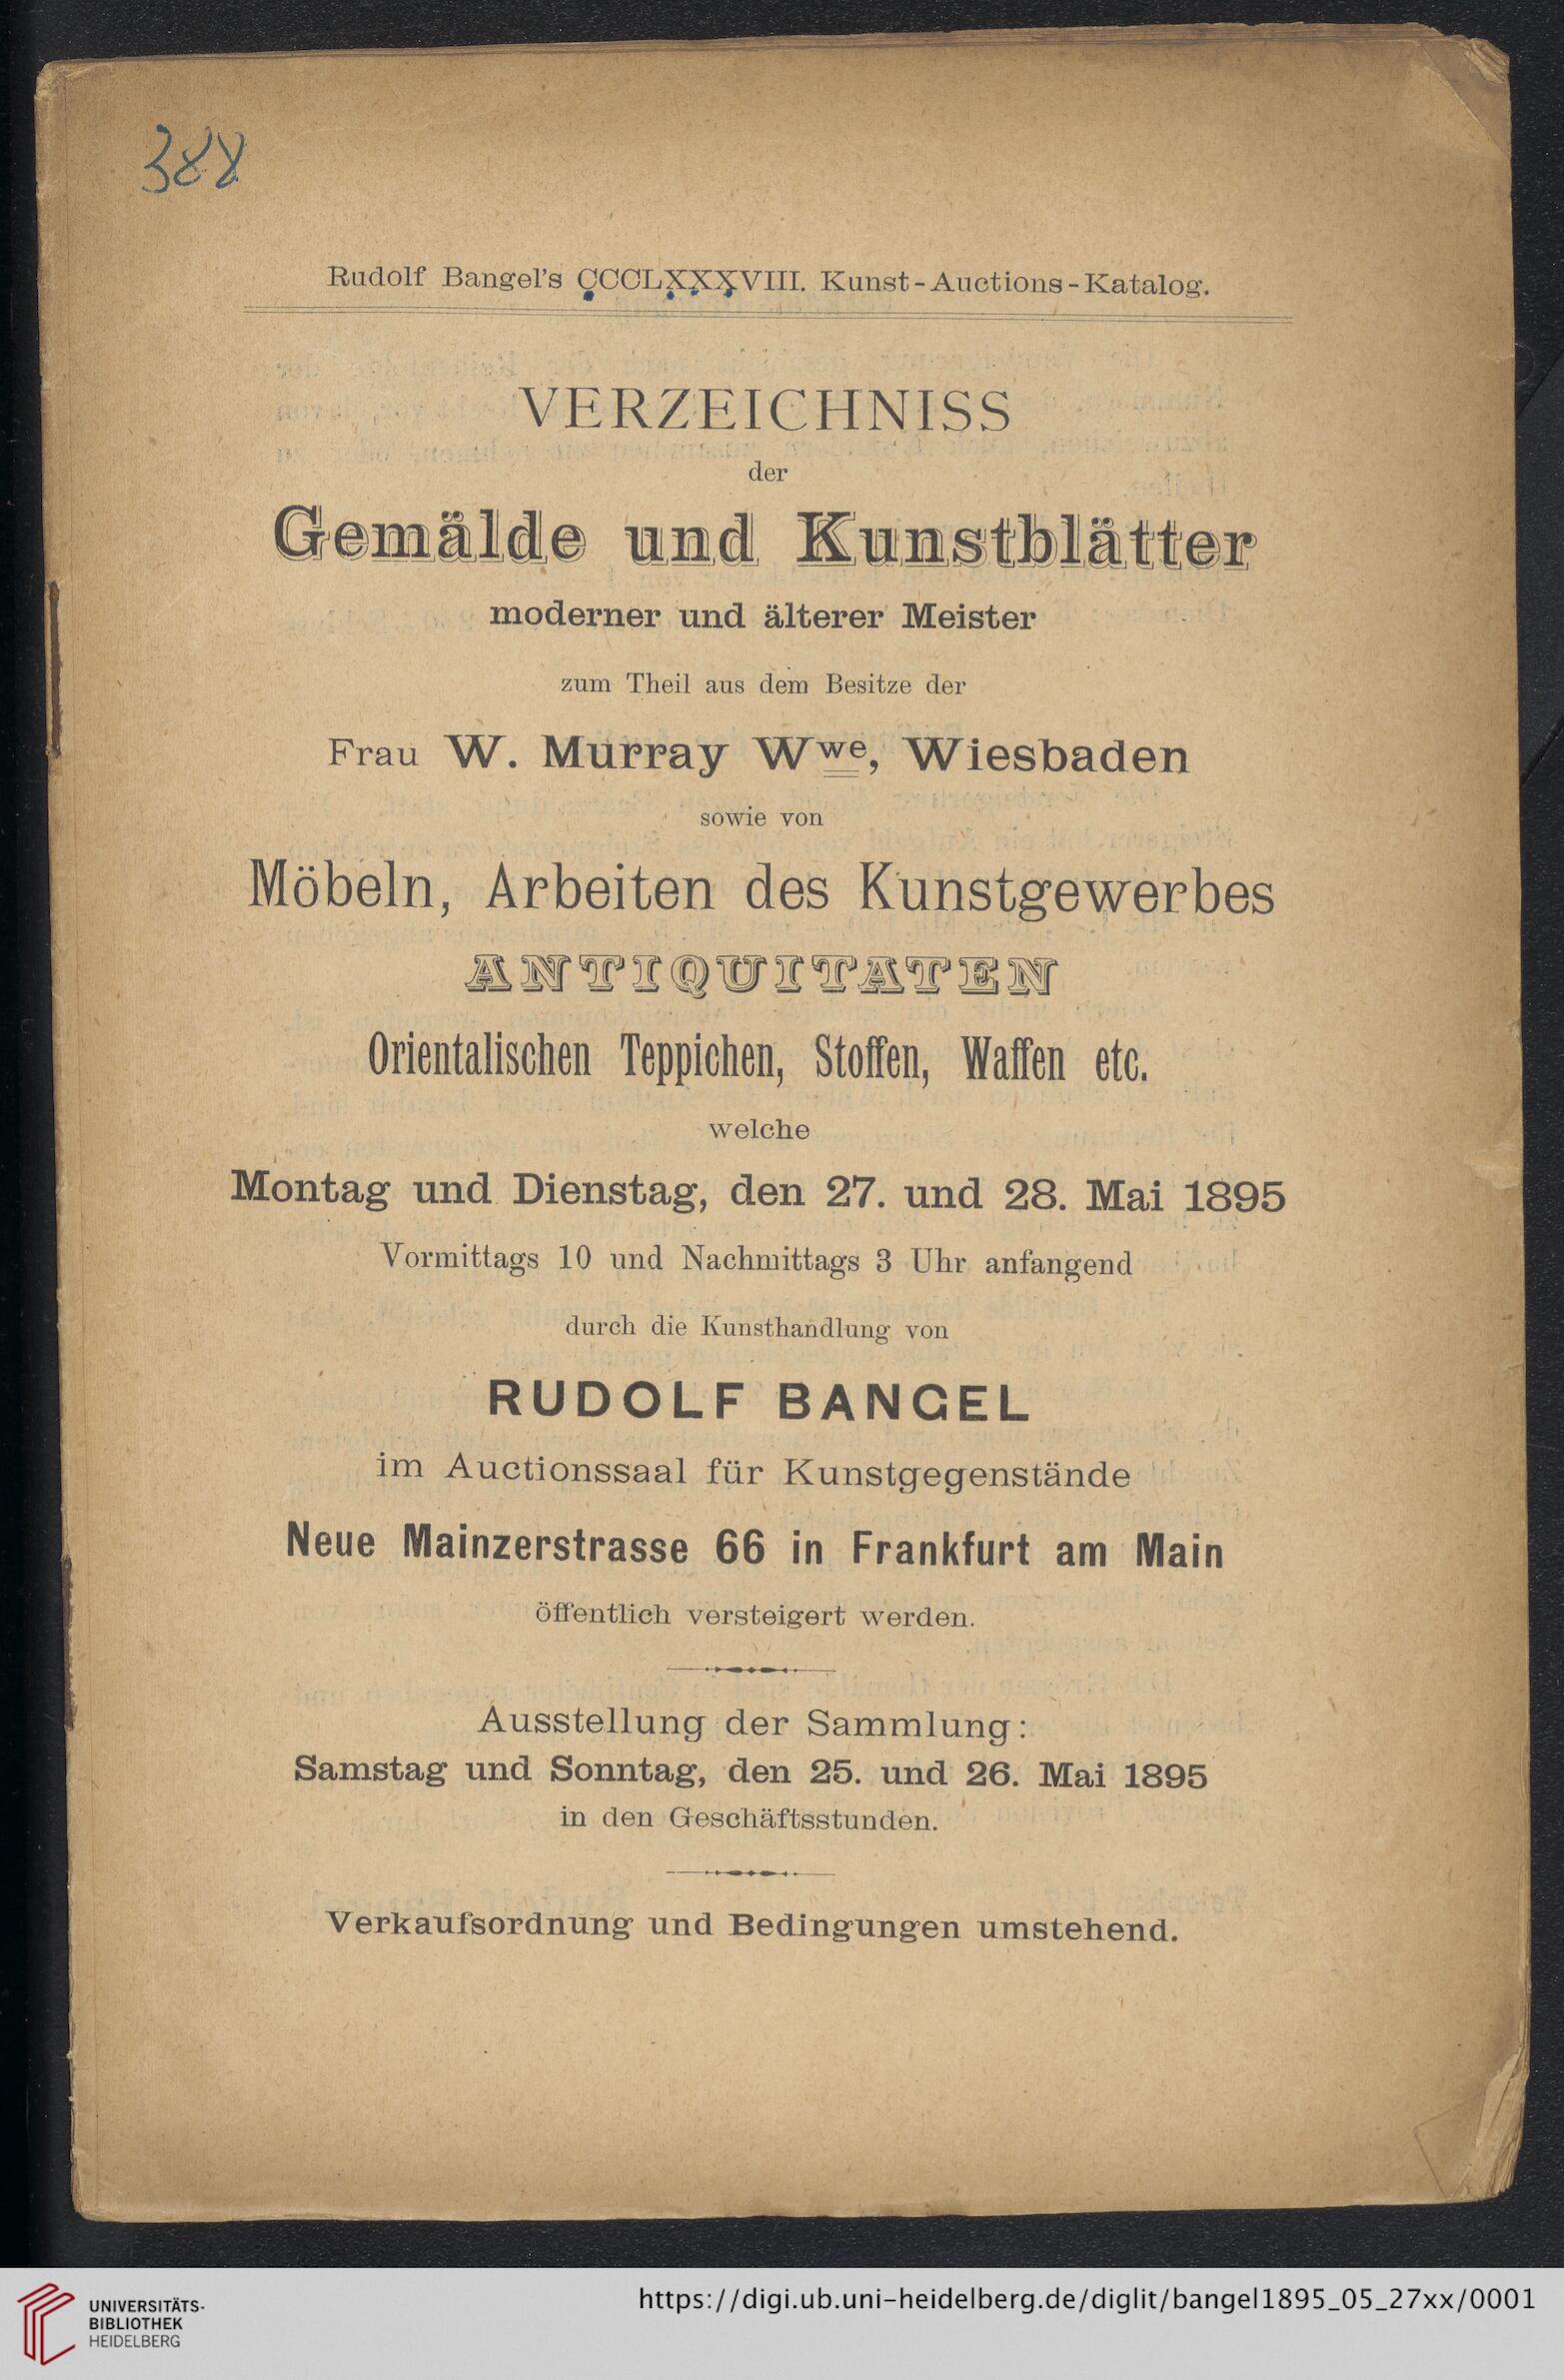 388
Rudolf Bangel's CCCLXXXVIII. Kunst-Auctions-Katalog.
VERZEICHNISS
der
Gemälde und Kunstblätter
moderner und älterer Meister
zum Theil aus dem Besitze der
Frau W. Murray Wwe, Wiesbaden
sowie von
Möbeln, Arbeiten des Kunstgewerbes
ANTIQUITATEN
Orientalischen Teppichen, Stoffen, Waffen etc.
welche
Montag und Dienstag, den 27. und 28. Mai 1895
Vormittags 10 und Nachmittags 3 Uhr anfangend
durch die Kunsthandlung von
RUDOLF BANGEL
im Auctionssaal für Kunstgegenstände
Neue Mainzerstrasse 66 in Frankfurt am Main
öffentlich versteigert werden.
Ausstellung der Sammlung:
Samstag und Sonntag, den 25. und 26. Mai 1895
in den Geschäftsstunden.
Verkaufsordnung und Bedingungen umstehend.
UNIVERSITÄTS-
BIBLIOTHEK
HEIDELBERG
https://digi.ub.uni-heidelberg.de/diglit/bangel1895_05_27xx/0001